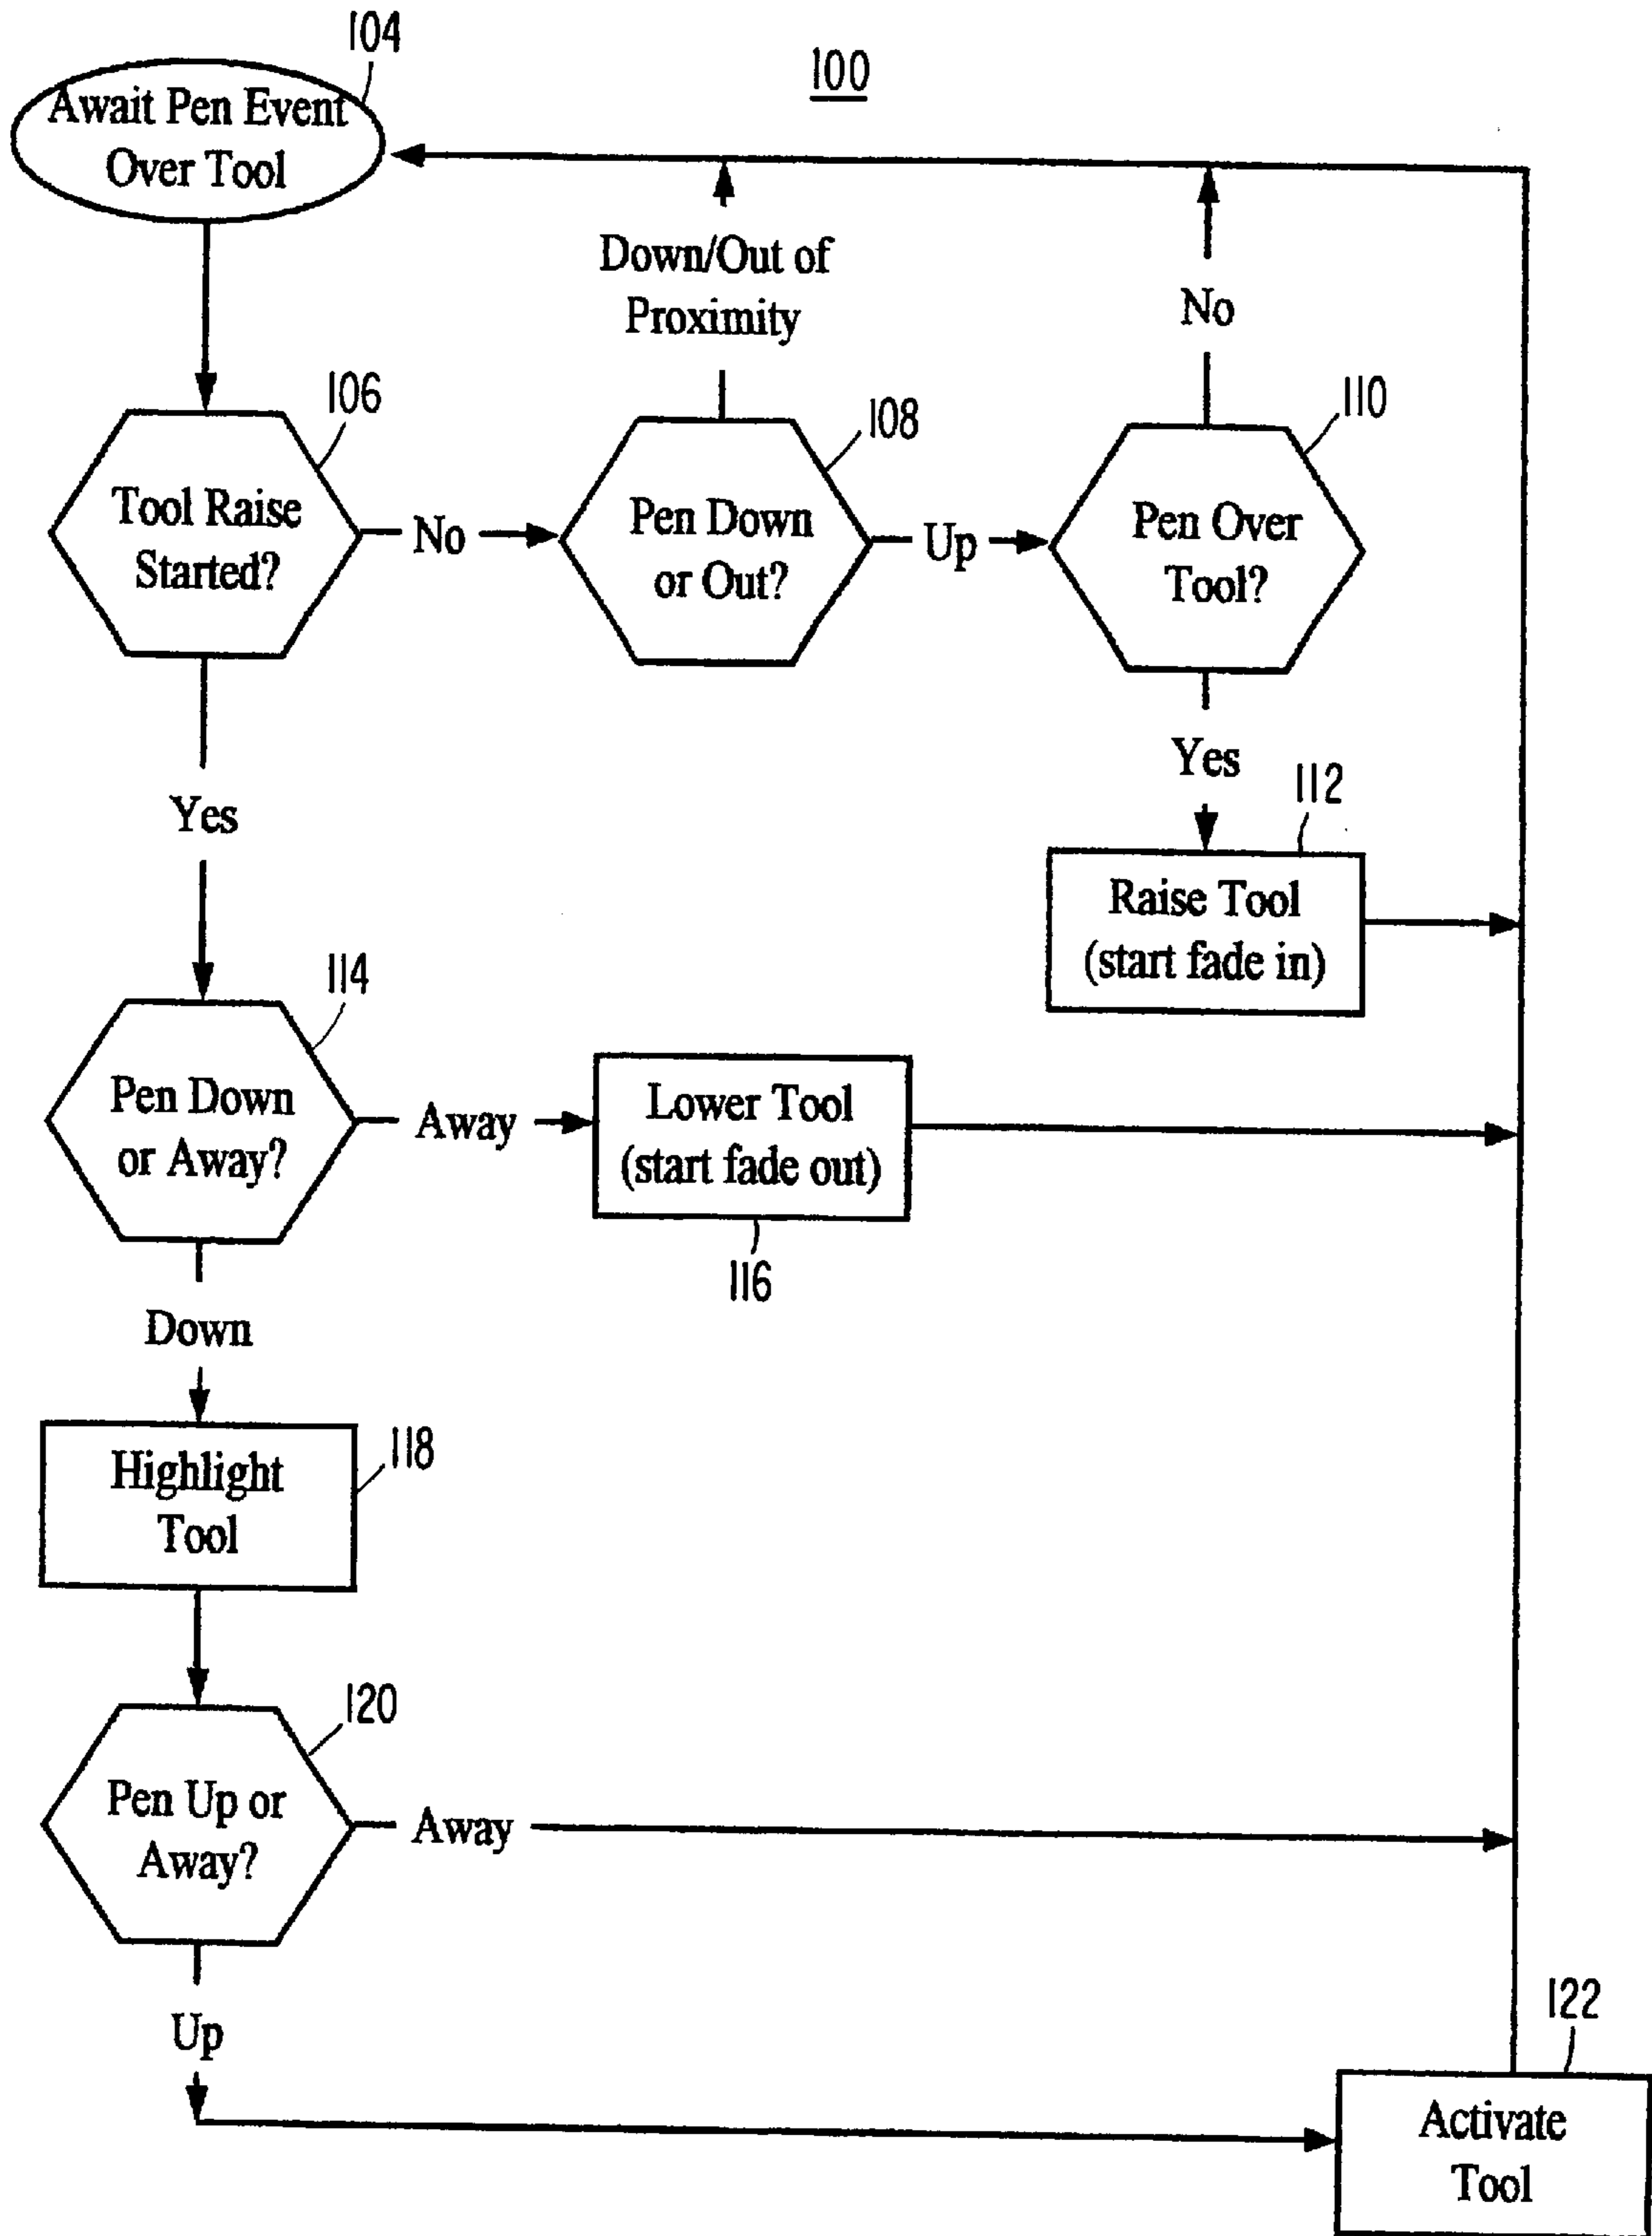 104
100
Await Pen Event
Over Tool
Down/Out of
Proximity
No
106
108
110
Tool Raise
Started?
No
Pen Down
or Out?
Up
Pen Over
Tool?
Yes
Yes
112
Raise Tool
(start fade in)
114
Pen Down
or Away?
Away
Lower Tool
(start fade out)
116
Down
118
Highlight
Tool
120
Pen Up or
Away?
Away
Up
122
Activate
Tool